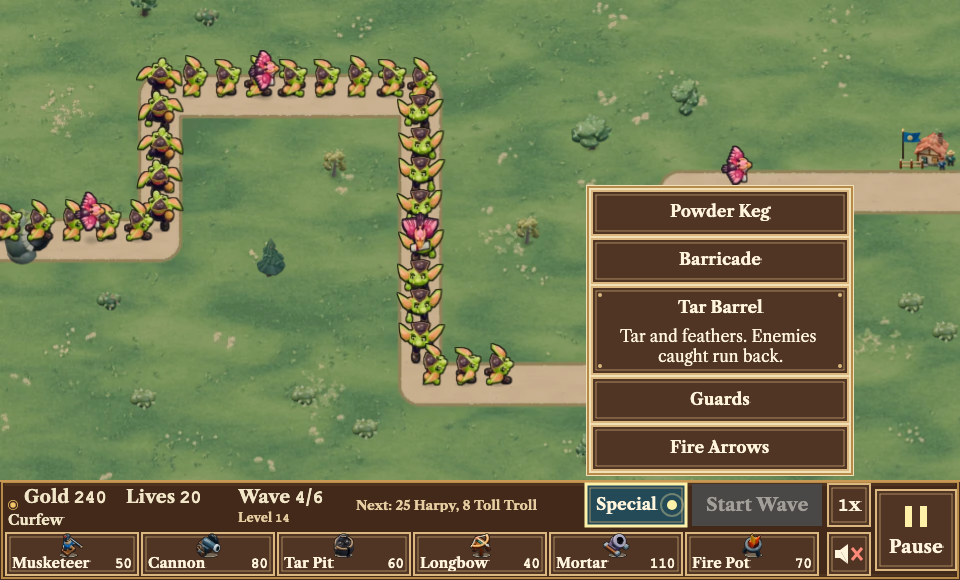 Powder Keg
Barricade
Tar Barrel
Tar and feathers. Enemies
caught run back.
Guards
Fire Arrows
Gold 240 Lives 20 Wave 4/6
Curfew Level 14
Next: 25 Harpy, 8 Toll Troll
Special
Start Wave
1x
Pause
Musketeer 50
Cannon 80
Tar Pit 60
Longbow 40
Mortar 110
Fire Pot 70